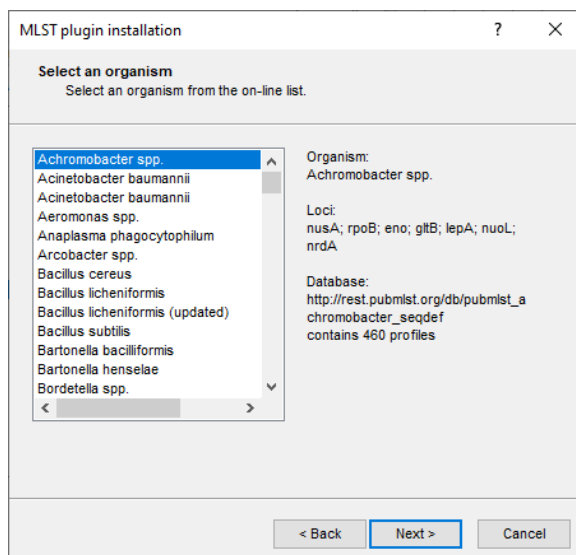 MLST plugin installation
Select an organism
Select an organism from the on-line list.
Achromobacter spp.
Acinetobacter baumannii
Acinetobacter baumannii
Aeromonas spp.
Anaplasma phagocytophilum
Arcobacter spp.
Bacillus cereus
Bacillus licheniformis
Bacillus licheniformis (updated)
Bacillus subtilis
Bartonella bacilliformis
Bartonella henselae
Bordetella spp.
Organism:
Achromobacter spp.
Loci:
nusA; rpoB; eno; gltB; lepA; nuoL;
nrdA
Database:
http://rest.pubmlst.org/db/pubmlst_a
chromobacter_seqdef
contains 460 profiles
< Back
Next >
Cancel